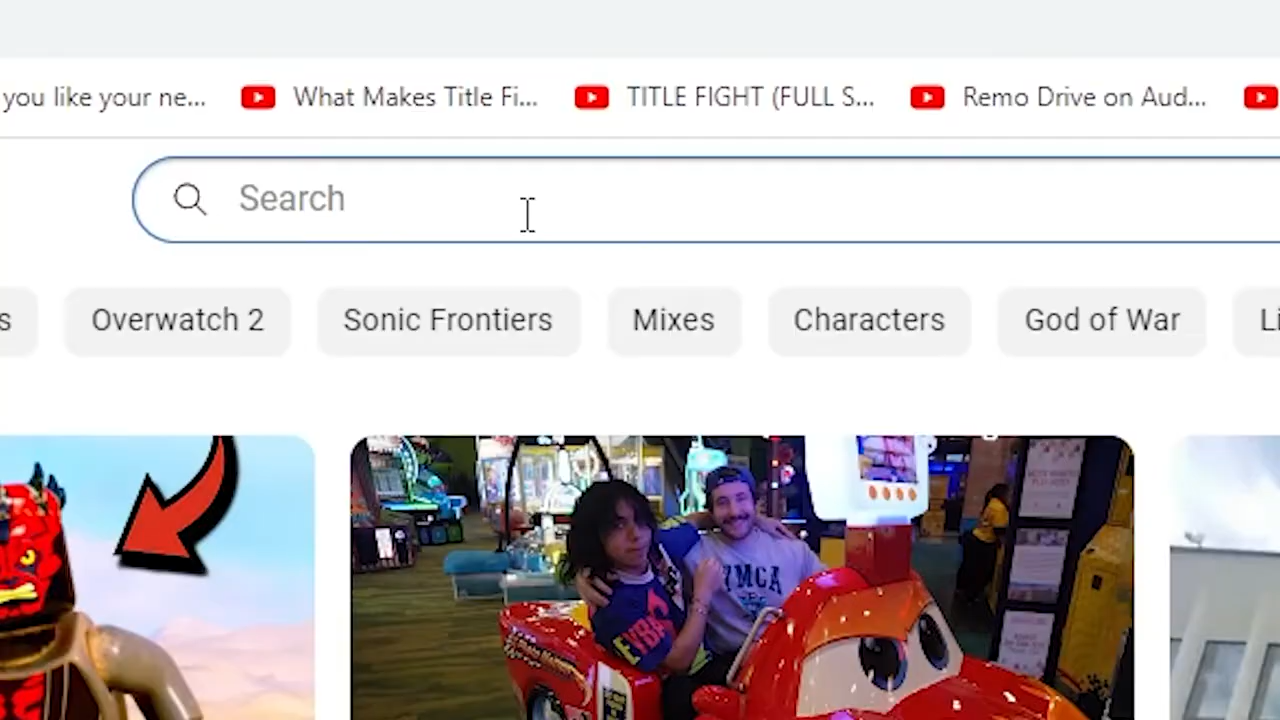 you like your ne... What Makes Title Fi... TITLE FIGHT (FULL S... Remo Drive on Aud...
Search
s Overwatch 2 Sonic Frontiers Mixes Characters God of War Li
YMCA